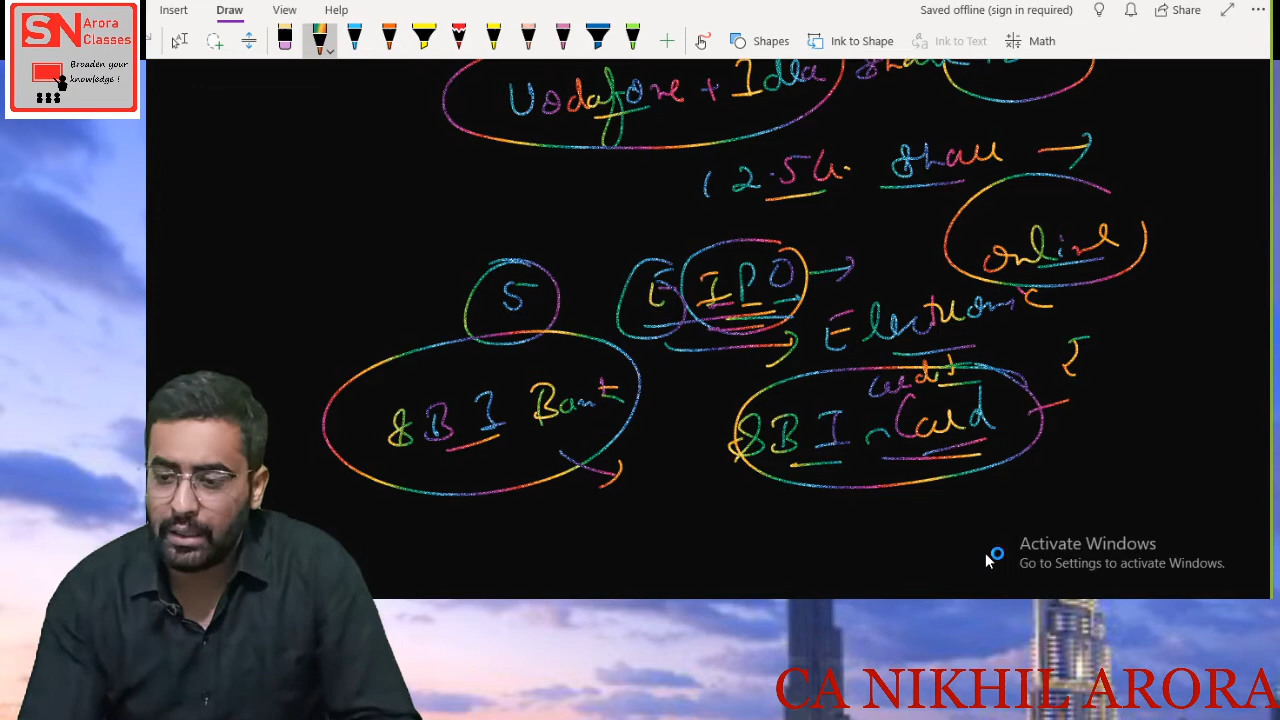 SN Arora Classes
Broaden your knowledge !
Insert Draw View Help
Saved offline (sign in required) Share
Shapes Ink to Shape Ink to Text Math
Vodafone + Idea
12.5k. Share →
online
5 E IPO →
Electronic
₹
SBI Bank
credit
SBI Card
Activate Windows
Go to Settings to activate Windows.
CA NIKHIL ARORA